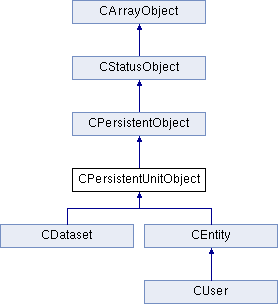 CArrayObject
CStatusObject
CPersistentObject
CPersistentUnitObject
CDataset
CEntity
CUser